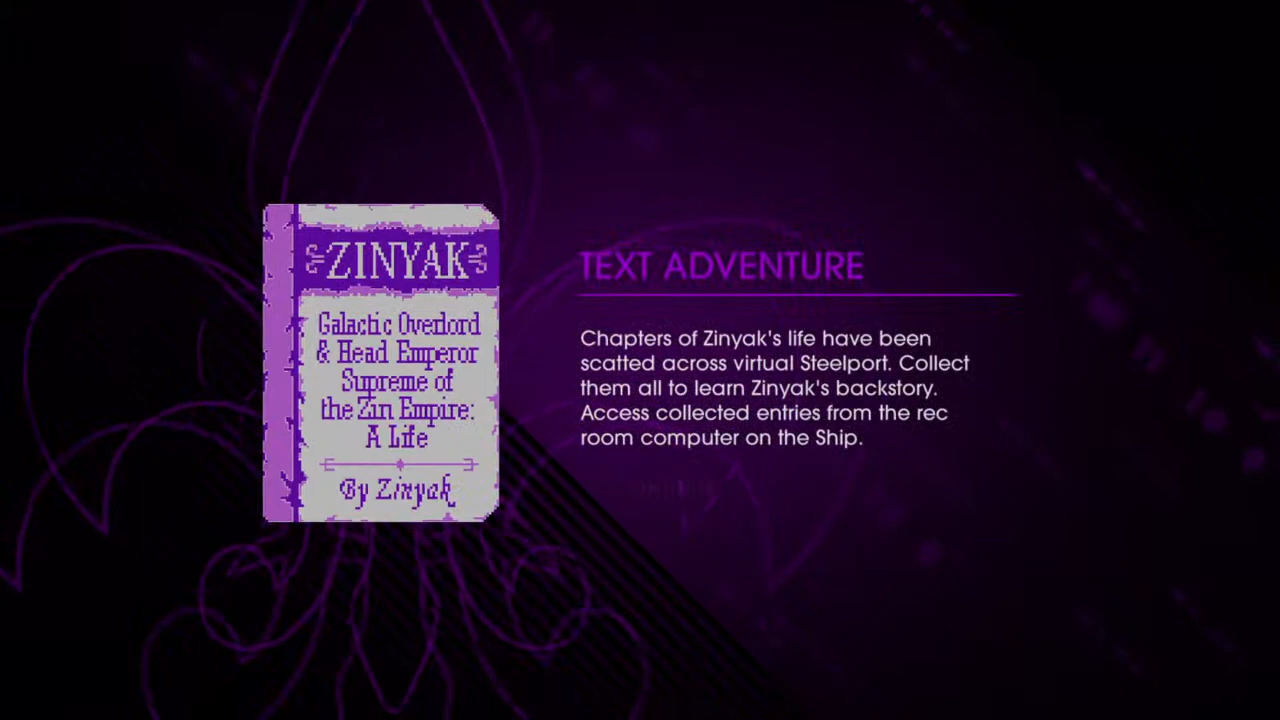 ZINYAK
Galactic Overlord
& Head Emperor
Supreme of
the Zin Empire:
A Life
By Zinyak
TEXT ADVENTURE
Chapters of Zinyak's life have been
scatted across virtual Steelport. Collect
them all to learn Zinyak's backstory.
Access collected entries from the rec
room computer on the Ship.